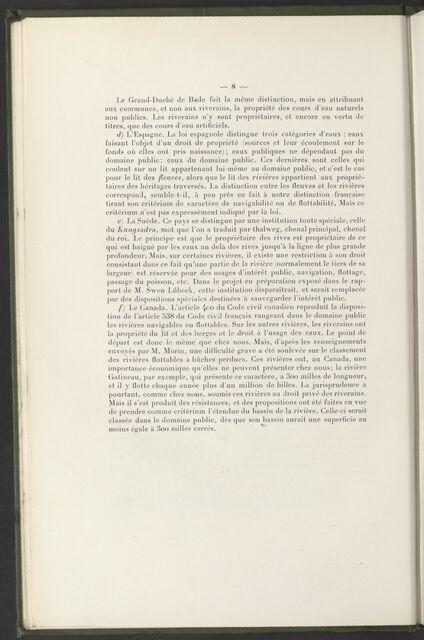 — 8 —
Le Grand-Duché de Bade fait la même distinction, mais en attribuant
aux communes, et non aux riverains, la propriété des cours d'eau naturels
non publics. Les riverains n'y sont propriétaires, et encore en vertu de
titres, que des cours d'eau artificiels.
d) L'Espagne. La loi espagnole distingue trois catégories d'eaux : eaux
faisant l'objet d'un droit de propriété (sources et leur écoulement sur le
fonds où elles ont pris naissance); eaux publiques ne dépendant pas du
domaine public; eaux du domaine public. Ces dernières sont celles qui
coulent sur un lit appartenant lui-même au domaine public, et c'est le cas
pour le lit des fleuves, alors que le lit des rivières appartient aux proprié-
taires des héritages traversés. La distinction entre les fleuves et les rivières
correspond, semble-t-il, à peu près en fait à notre distinction française
tirant son critérium de caractère de navigabilité ou de flottabilité. Mais ce
critérium n'est pas expressément indiqué par la loi.
e) La Suède. Ce pays se distingue par une institution toute spéciale, celle
du Kungsadra, mot que l'on a traduit par thalweg, chenal principal, chenal
du roi. Le principe est que le propriétaire des rives est propriétaire de ce
qui est baigné par les eaux au delà des rives jusqu'à la ligne de plus grande
profondeur. Mais, sur certaines rivières, il existe une restriction à son droit
consistant dans ce fait qu'une partie de la rivière (normalement le tiers de sa
largeur) est réservée pour des usages d'intérêt public, navigation, flottage,
passage du poisson, etc. Dans le projet en préparation exposé dans le rap-
port de M. Swen Lübeck, cette institution disparaîtrait, et serait remplacée
par des dispositions spéciales destinées à sauvegarder l'intérêt public.
f) Le Canada. L'article 400 du Code civil canadien reproduit la disposi-
tion de l'article 538 du Code civil français rangeant dans le domaine public
les rivières navigables ou flottables. Sur les autres rivières, les riverains ont
la propriété du lit et des berges et le droit à l'usage des eaux. Le point de
départ est donc le même que chez nous. Mais, d'après les renseignements
envoyés par M. Morin, une difficulté grave a été soulevée sur le classement
des rivières flottables à bûches perdues. Ces rivières ont, au Canada, une
importance économique qu'elles ne peuvent présenter chez nous; la rivière
Gatineau, par exemple, qui présente ce caractère, a 300 milles de longueur,
et il y flotte chaque année plus d'un million de billes. La jurisprudence a
pourtant, comme chez nous, soumis ces rivières au droit privé des riverains.
Mais il s'est produit des résistances, et des propositions ont été faites en vue
de prendre comme critérium l'étendue du bassin de la rivière. Celle-ci serait
classée dans le domaine public, dès que son bassin aurait une superficie au
moins égale à 300 milles carrés.